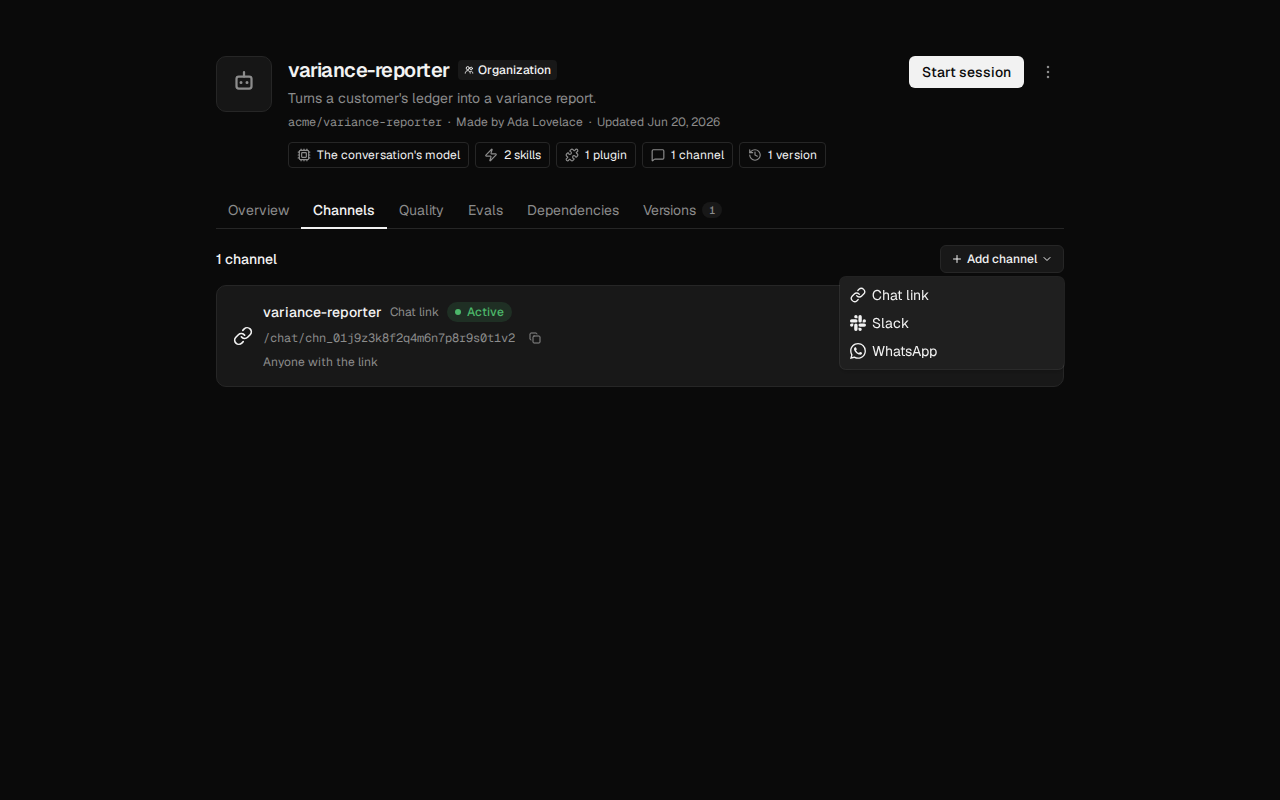 variance-reporter Organization Start session
Turns a customer's ledger into a variance report.
acme/variance-reporter · Made by Ada Lovelace · Updated Jun 20, 2026
The conversation's model 2 skills 1 plugin 1 channel 1 version
Overview Channels Quality Evals Dependencies Versions 1
1 channel Add channel
Chat link
Slack
WhatsApp
variance-reporter Chat link Active
/chat/chn_01j9z3k8f2q4m6n7p8r9s0t1v2
Anyone with the link